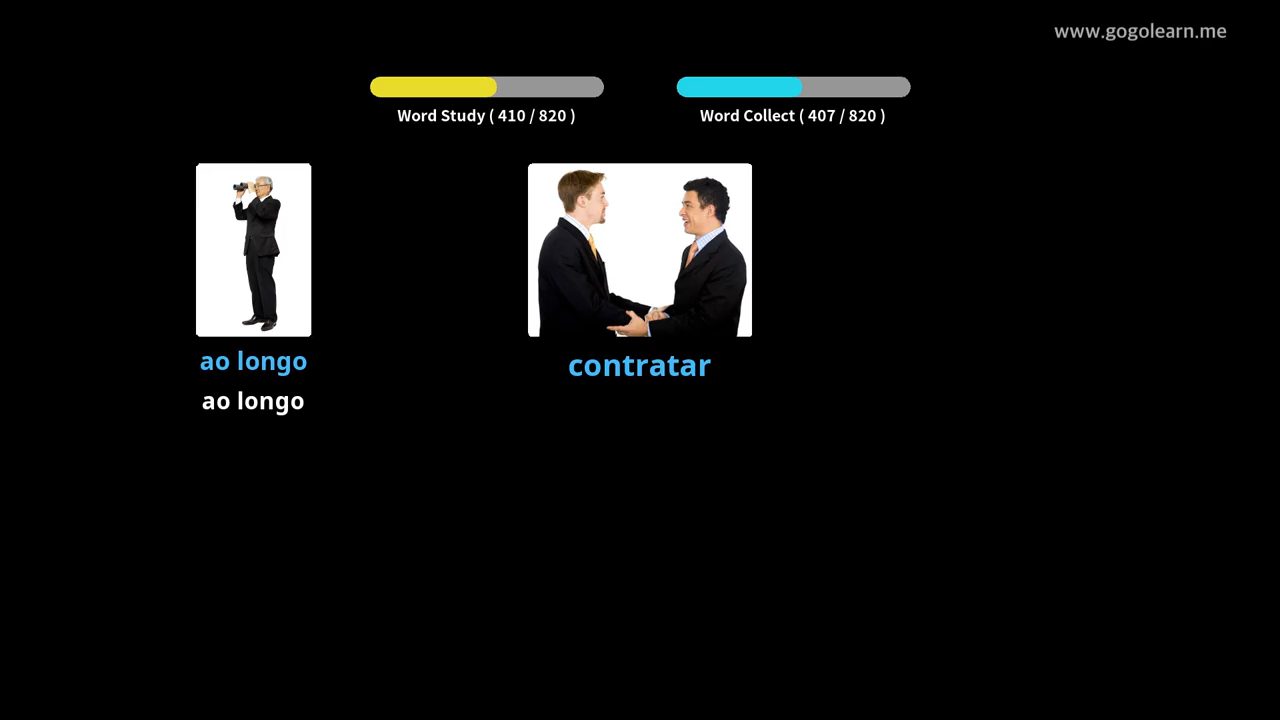 www.gogolearn.me
Word Study ( 410 / 820 )
Word Collect ( 407 / 820 )
ao longo
ao longo
contratar